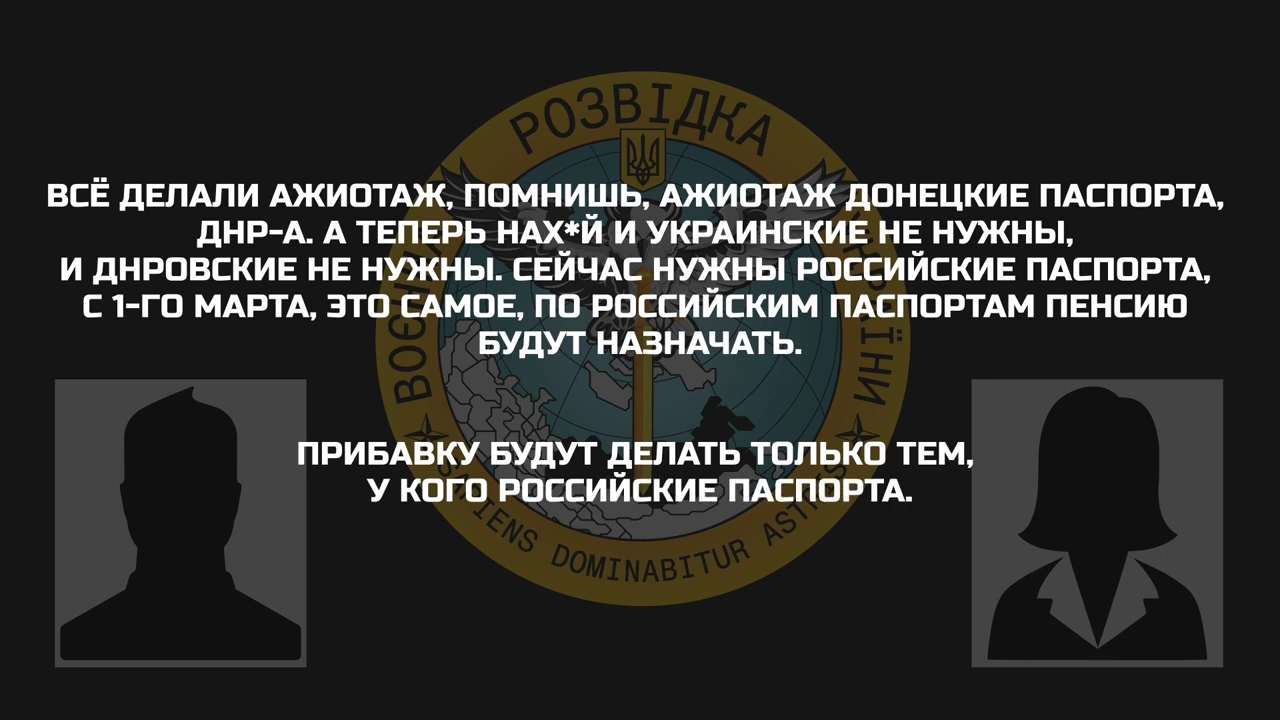 ВСЁ ДЕЛАЛИ АЖИОТАЖ, ПОМНИШЬ, АЖИОТАЖ ДОНЕЦКИЕ ПАСПОРТА,
ДНР-А. А ТЕПЕРЬ НАХ*Й И УКРАИНСКИЕ НЕ НУЖНЫ,
И ДНРОВСКИЕ НЕ НУЖНЫ. СЕЙЧАС НУЖНЫ РОССИЙСКИЕ ПАСПОРТА,
С 1-ГО МАРТА, ЭТО САМОЕ, ПО РОССИЙСКИМ ПАСПОРТАМ ПЕНСИЮ
БУДУТ НАЗНАЧАТЬ.
ПРИБАВКУ БУДУТ ДЕЛАТЬ ТОЛЬКО ТЕМ,
У КОГО РОССИЙСКИЕ ПАСПОРТА.
РОЗВІДКА
DOMINABITUR